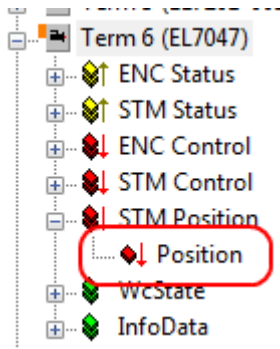 Term 6 (EL7047)
ENC Status
STM Status
ENC Control
STM Control
STM Position
Position
WcState
InfoData